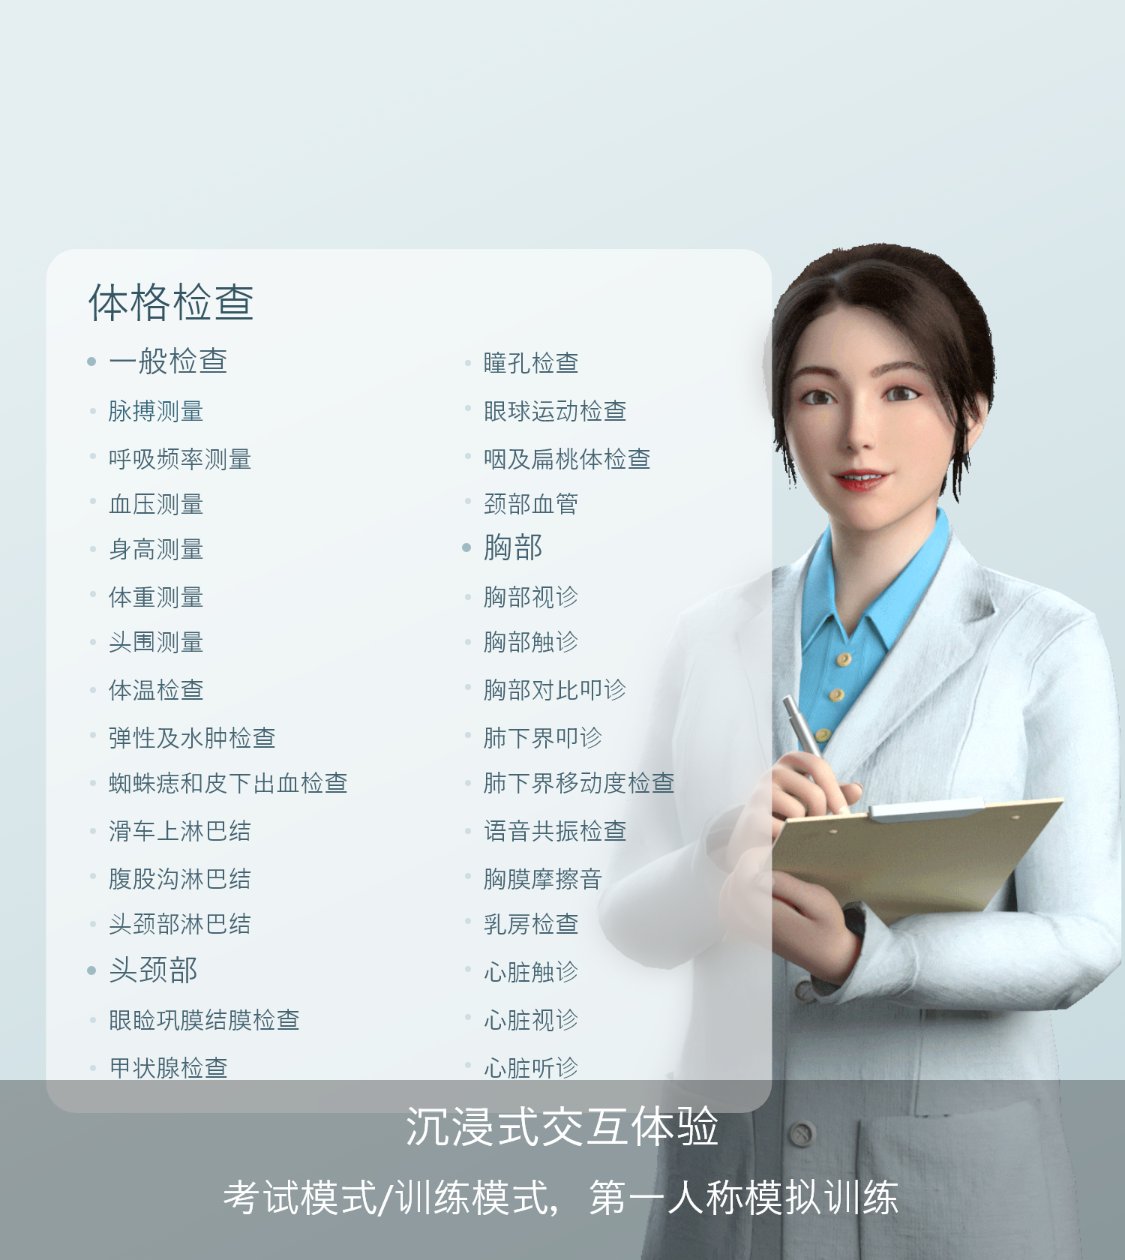 体格检查
一般检查
脉搏测量
呼吸频率测量
血压测量
身高测量
体重测量
头围测量
体温检查
弹性及水肿检查
蜘蛛痣和皮下出血检查
滑车上淋巴结
腹股沟淋巴结
头颈部淋巴结
头颈部
眼睑巩膜结膜检查
甲状腺检查
瞳孔检查
眼球运动检查
咽及扁桃体检查
颈部血管
胸部
胸部视诊
胸部触诊
胸部对比叩诊
肺下界叩诊
肺下界移动度检查
语音共振检查
胸膜摩擦音
乳房检查
心脏触诊
心脏视诊
心脏听诊
沉浸式交互体验
考试模式/训练模式，第一人称模拟训练